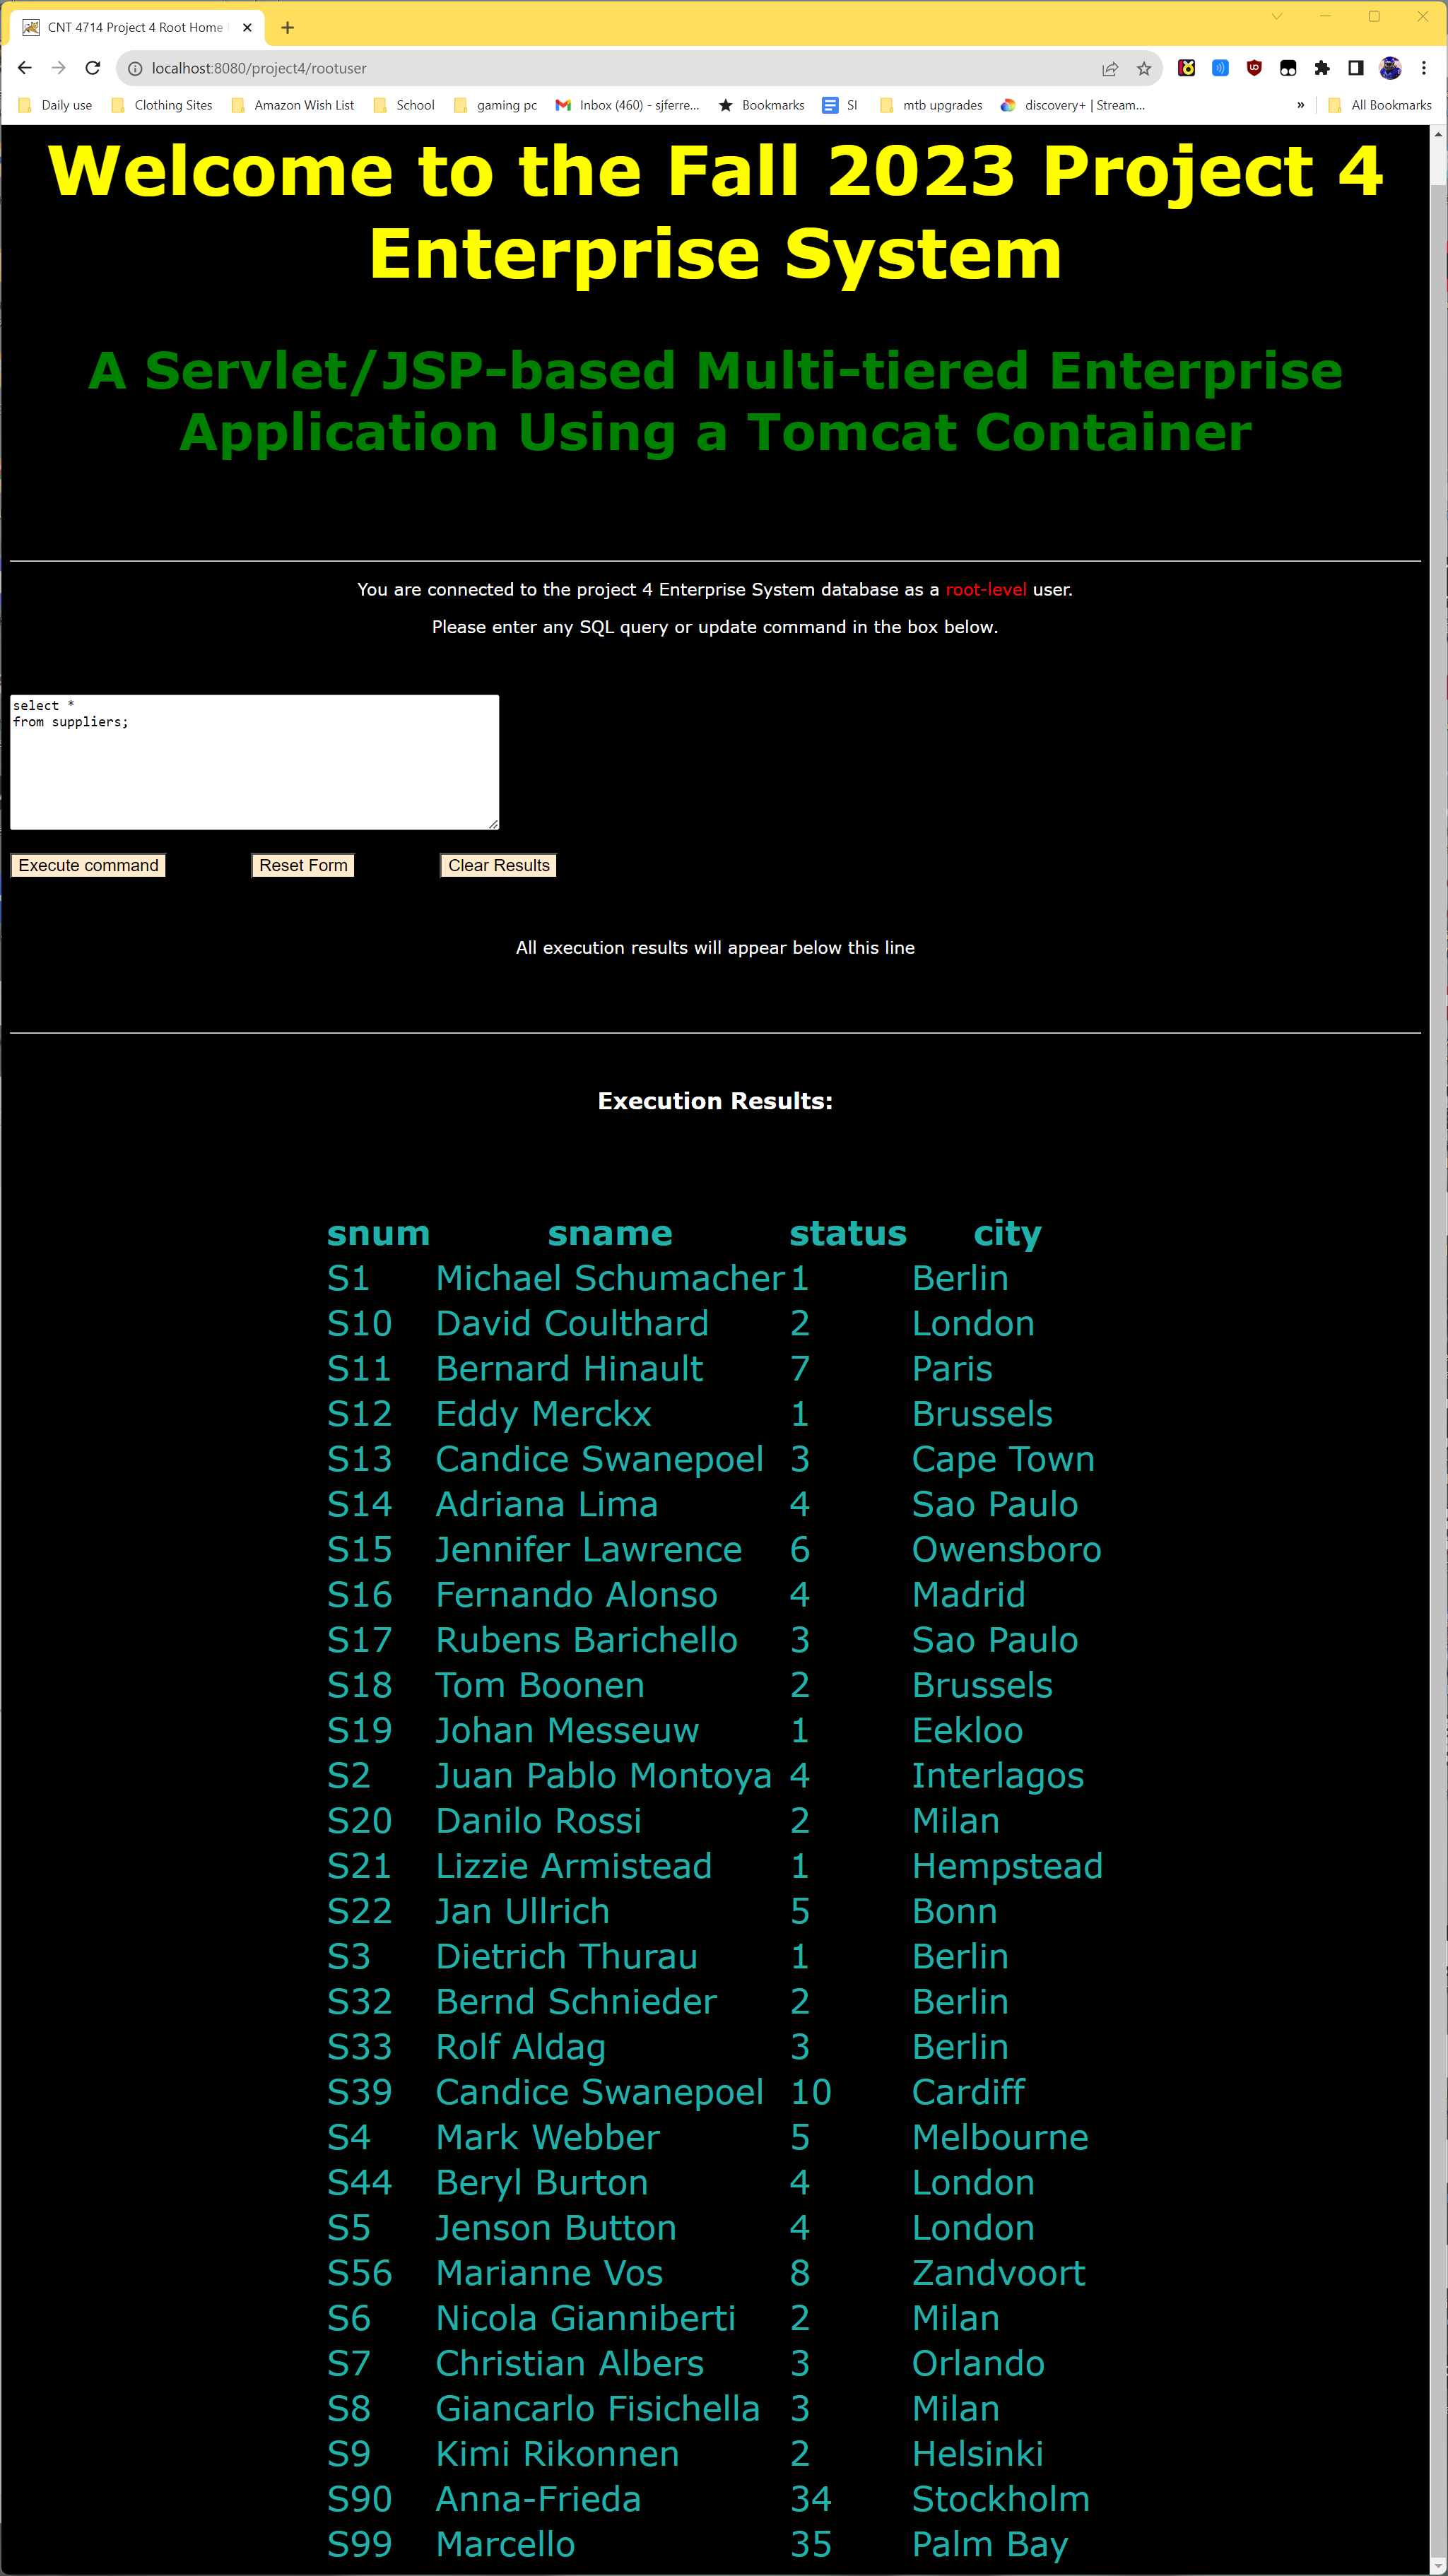 CNT 4714 Project 4 Root Home
localhost:8080/project4/rootuser
Daily use Clothing Sites Amazon Wish List School gaming pc Inbox (460) - sjferre... Bookmarks SI mtb upgrades discovery+ | Stream... » All Bookmarks
Welcome to the Fall 2023 Project 4
Enterprise System
A Servlet/JSP-based Multi-tiered Enterprise
Application Using a Tomcat Container
You are connected to the project 4 Enterprise System database as a root-level user.
Please enter any SQL query or update command in the box below.
select *
from suppliers;
Execute command Reset Form Clear Results
All execution results will appear below this line
Execution Results:
snum sname status city
S1 Michael Schumacher 1 Berlin
S10 David Coulthard 2 London
S11 Bernard Hinault 7 Paris
S12 Eddy Merckx 1 Brussels
S13 Candice Swanepoel 3 Cape Town
S14 Adriana Lima 4 Sao Paulo
S15 Jennifer Lawrence 6 Owensboro
S16 Fernando Alonso 4 Madrid
S17 Rubens Barichello 3 Sao Paulo
S18 Tom Boonen 2 Brussels
S19 Johan Messeuw 1 Eekloo
S2 Juan Pablo Montoya 4 Interlagos
S20 Danilo Rossi 2 Milan
S21 Lizzie Armistead 1 Hempstead
S22 Jan Ullrich 5 Bonn
S3 Dietrich Thurau 1 Berlin
S32 Bernd Schnieder 2 Berlin
S33 Rolf Aldag 3 Berlin
S39 Candice Swanepoel 10 Cardiff
S4 Mark Webber 5 Melbourne
S44 Beryl Burton 4 London
S5 Jenson Button 4 London
S56 Marianne Vos 8 Zandvoort
S6 Nicola Gianniberti 2 Milan
S7 Christian Albers 3 Orlando
S8 Giancarlo Fisichella 3 Milan
S9 Kimi Rikonnen 2 Helsinki
S90 Anna-Frieda 34 Stockholm
S99 Marcello 35 Palm Bay